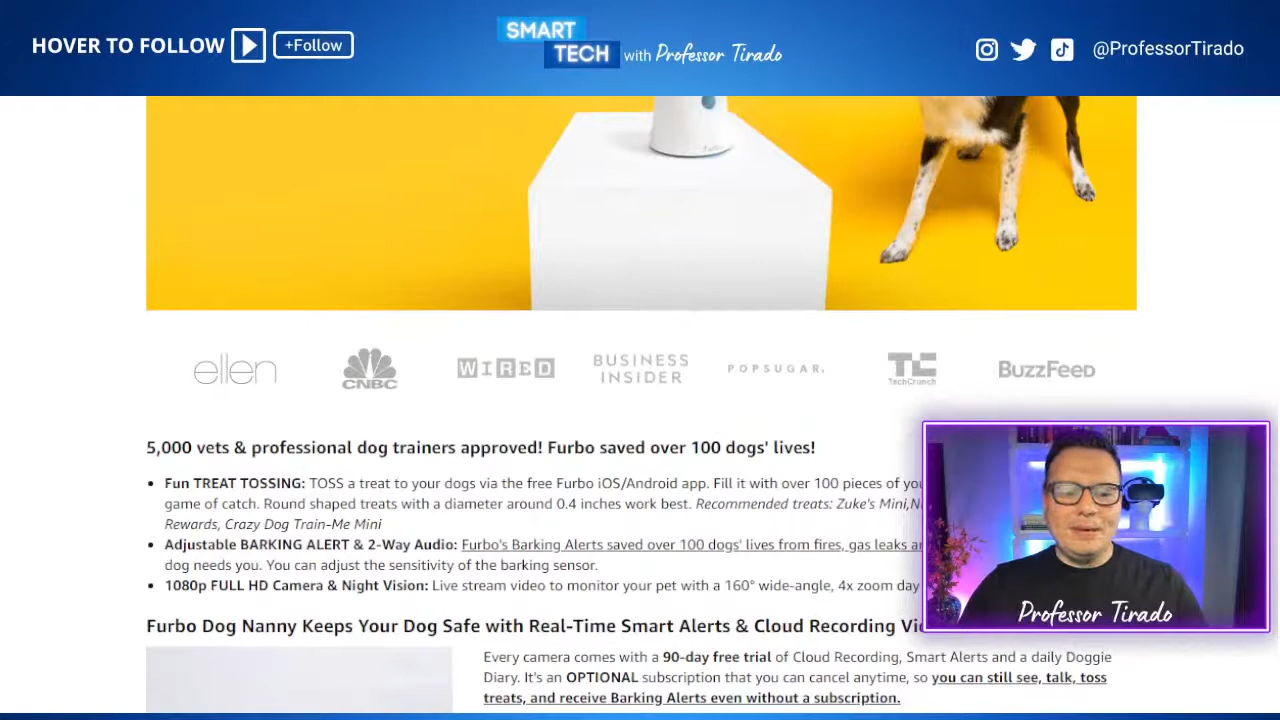 HOVER TO FOLLOW +Follow
SMART
TECH with Professor Tirado
@ProfessorTirado
ellen
CNBC
WIRED
BUSINESS
INSIDER
POPSUGAR.
TC
TechCrunch
BuzzFeed
5,000 vets & professional dog trainers approved! Furbo saved over 100 dogs' lives!
• Fun TREAT TOSSING: TOSS a treat to your dogs via the free Furbo iOS/Android app. Fill it with over 100 pieces of
game of catch. Round shaped treats with a diameter around 0.4 inches work best. Recommended treats: Zuke's Mini,
Rewards, Crazy Dog Train-Me Mini
• Adjustable BARKING ALERT & 2-Way Audio: Furbo's Barking Alerts saved over 100 dogs' lives from fires, gas leaks
dog needs you. You can adjust the sensitivity of the barking sensor.
• 1080p FULL HD Camera & Night Vision: Live stream video to monitor your pet with a 160° wide-angle, 4x zoom day
Furbo Dog Nanny Keeps Your Dog Safe with Real-Time Smart Alerts & Cloud Recording
Every camera comes with a 90-day free trial of Cloud Recording, Smart Alerts and a daily Doggie
Diary. It's an OPTIONAL subscription that you can cancel anytime, so you can still see, talk, toss
treats, and receive Barking Alerts even without a subscription.
Professor Tirado